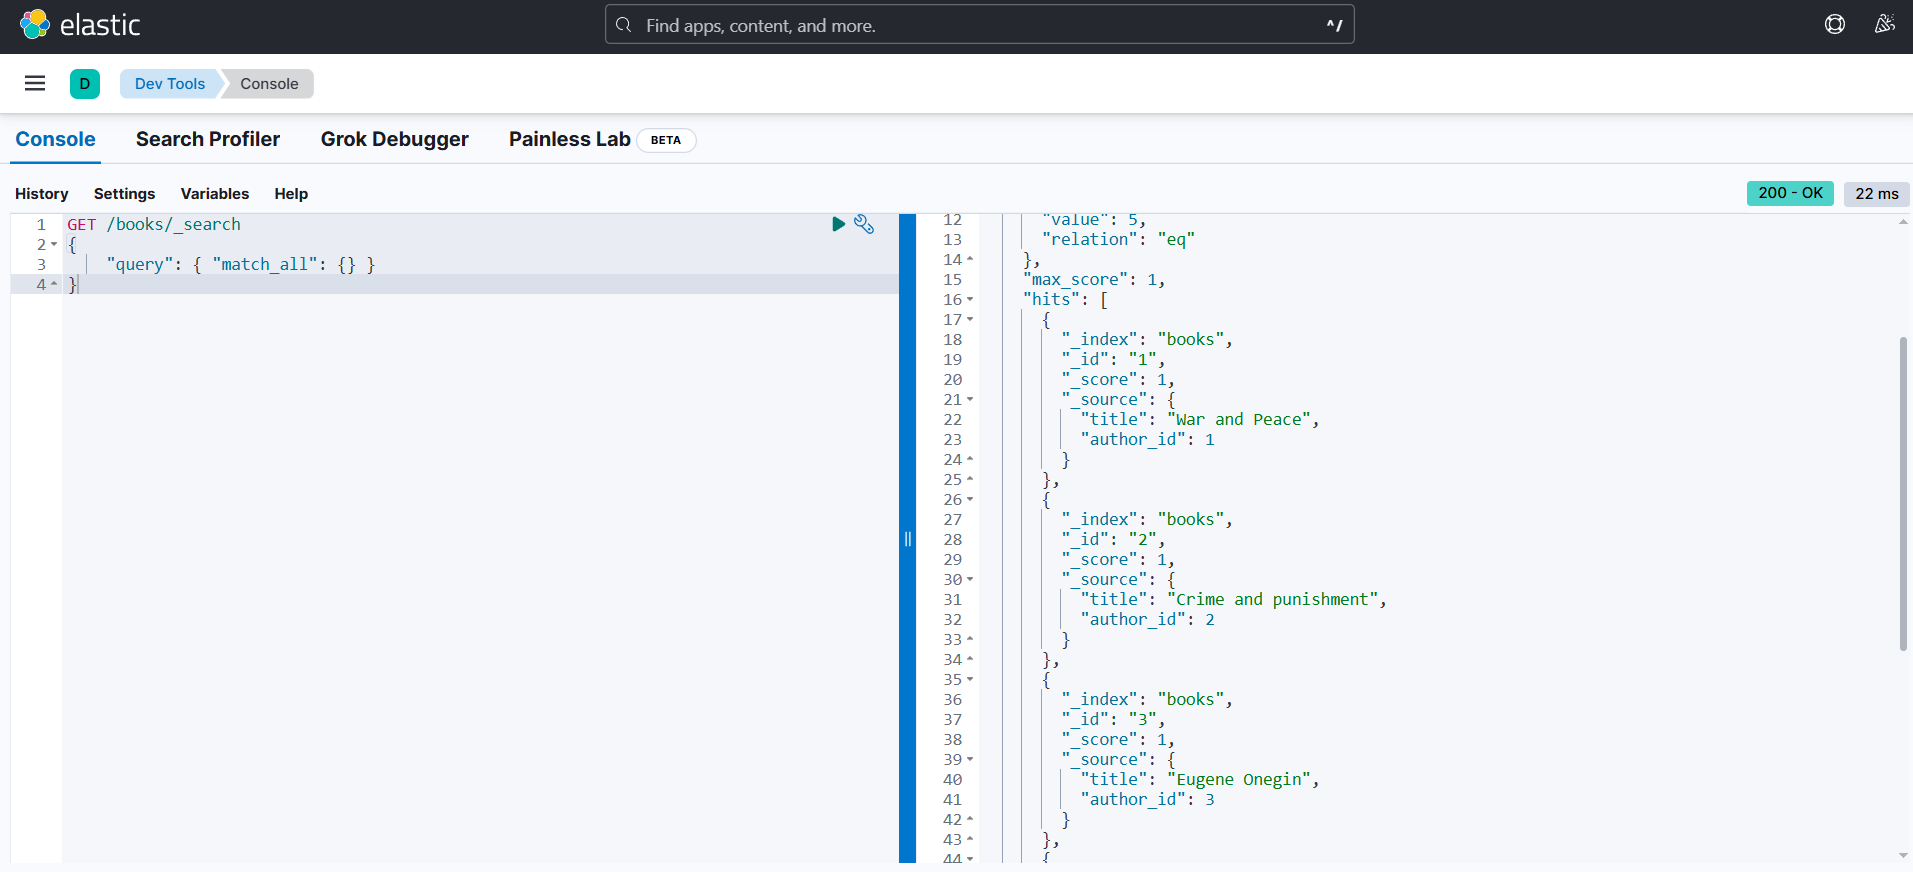 elastic
Find apps, content, and more.
^/
D
Dev Tools
Console
Console
Search Profiler
Grok Debugger
Painless Lab
BETA
History
Settings
Variables
Help
200 - OK
22 ms
1 GET /books/_search
2 {
3 "query": { "match_all": {} }
4 }
12 "value": 5,
13 "relation": "eq"
14 },
15 "max_score": 1,
16 "hits": [
17 {
18 "_index": "books",
19 "_id": "1",
20 "_score": 1,
21 "_source": {
22 "title": "War and Peace",
23 "author_id": 1
24 }
25 },
26 {
27 "_index": "books",
28 "_id": "2",
29 "_score": 1,
30 "_source": {
31 "title": "Crime and punishment",
32 "author_id": 2
33 }
34 },
35 {
36 "_index": "books",
37 "_id": "3",
38 "_score": 1,
39 "_source": {
40 "title": "Eugene Onegin",
41 "author_id": 3
42 }
43 },
44 {